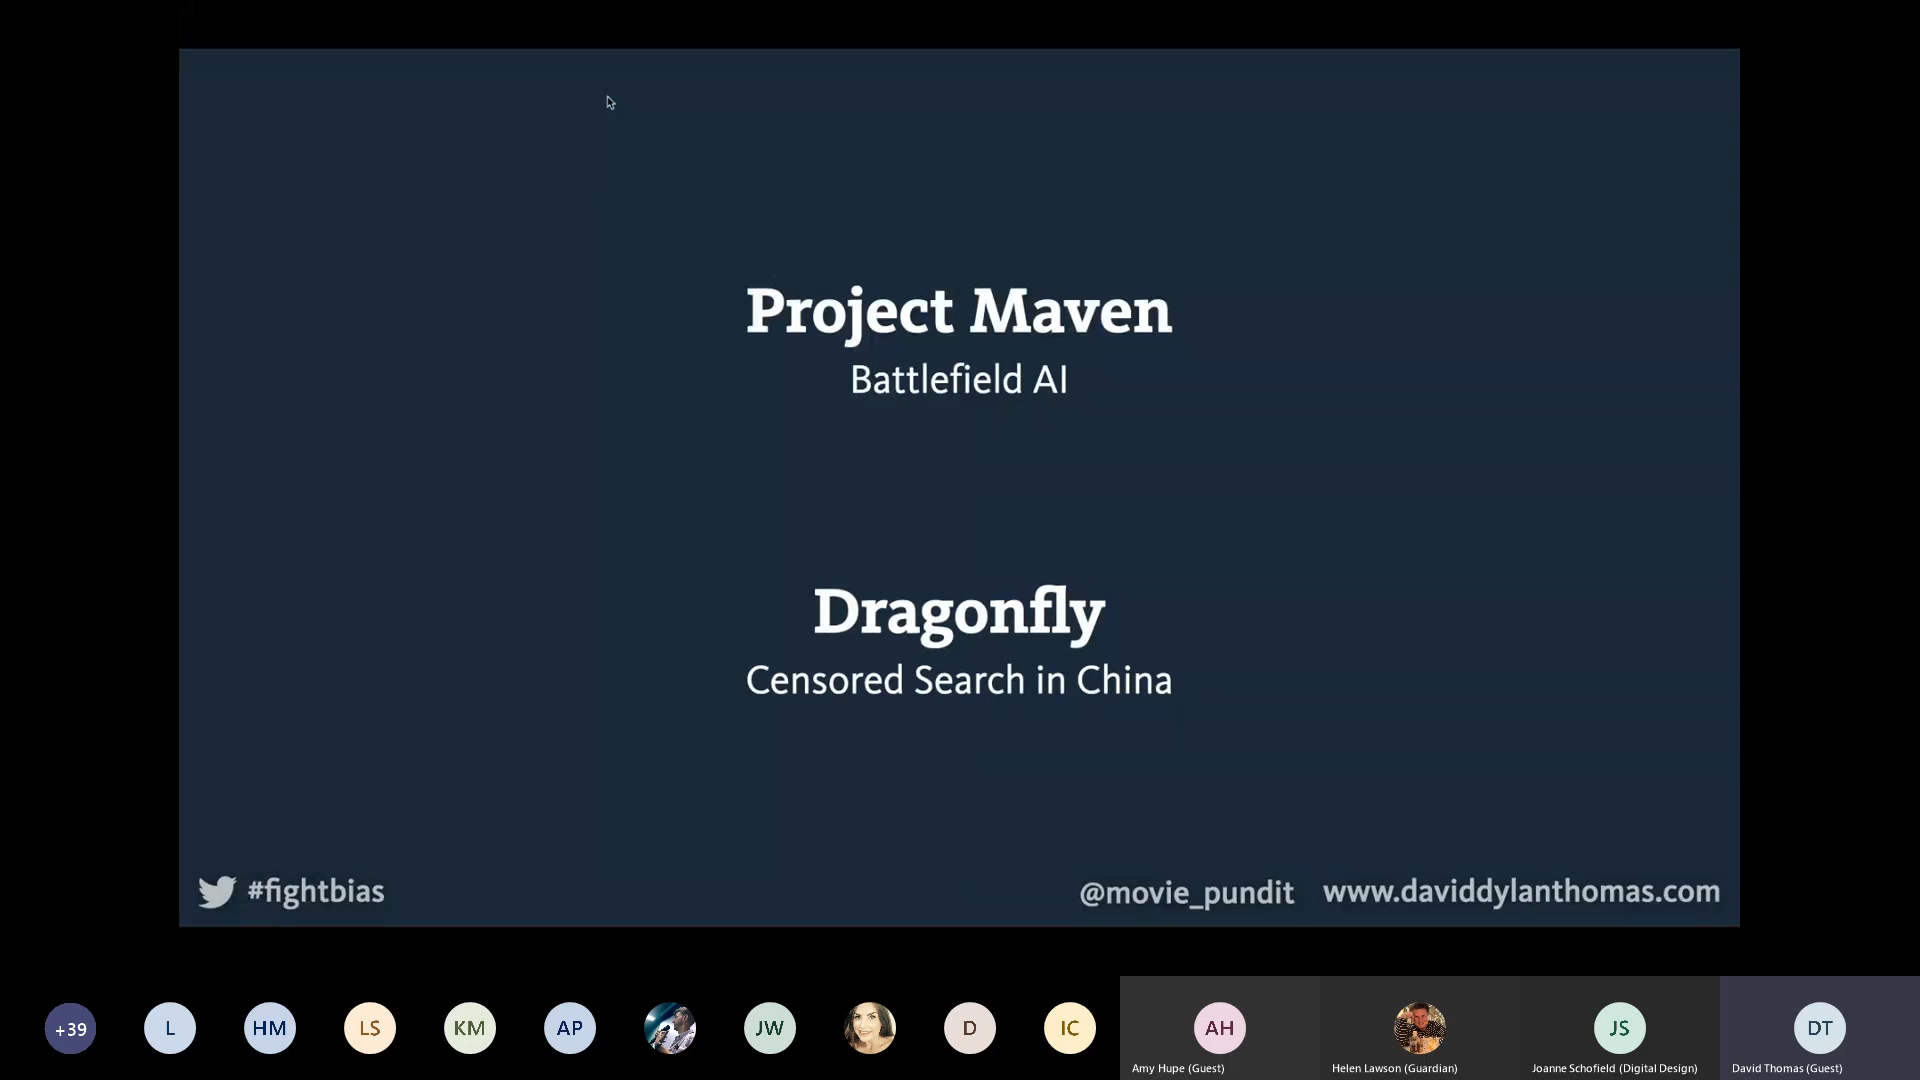 Project Maven
Battlefield AI
Dragonfly
Censored Search in China
#fightbias
@movie_pundit
www.daviddylanthomas.com
+39
L
HM
LS
KM
AP
JW
D
IC
AH
JS
DT
Amy Hupe (Guest)
Helen Lawson (Guardian)
Joanne Schofield (Digital Design)
David Thomas (Guest)